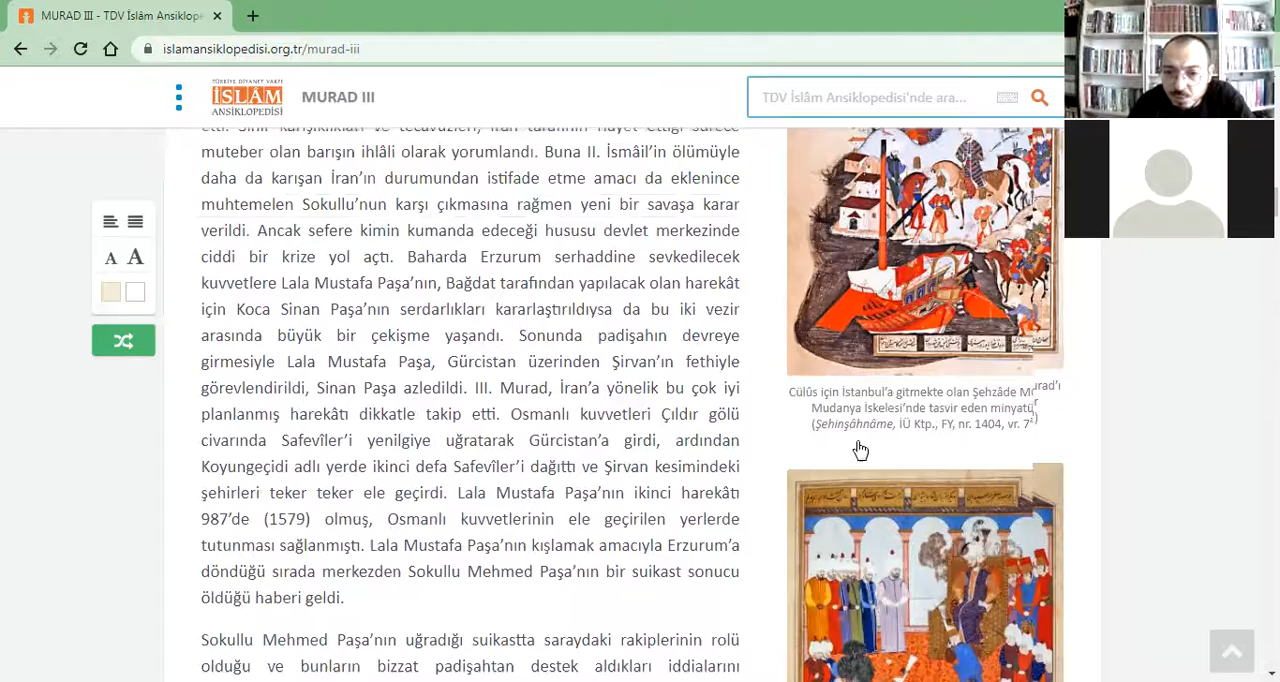 MURAD III - TDV İslâm Ansiklope
islamansiklopedisi.org.tr/murad-iii
TÜRKİYE DİYANET VAKFI
İSLÂM
ANSİKLOPEDİSİ
MURAD III
TDV İslâm Ansiklopedisi'nde ara...
etti. Sınır karışıklıkları ve tecavüzleri, İran tarafının riayet ettiği sürece
muteber olan barışın ihlâli olarak yorumlandı. Buna II. İsmâil’in ölümüyle
daha da karışan İran’ın durumundan istifade etme amacı da eklenince
muhtemelen Sokullu’nun karşı çıkmasına rağmen yeni bir savaşa karar
verildi. Ancak sefere kimin kumanda edeceği hususu devlet merkezinde
ciddi bir krize yol açtı. Baharda Erzurum serhaddine sevkedilecek
kuvvetlere Lala Mustafa Paşa’nın, Bağdat tarafından yapılacak olan harekât
için Koca Sinan Paşa’nın serdarlıkları kararlaştırıldıysa da bu iki vezir
arasında büyük bir çekişme yaşandı. Sonunda padişahın devreye
girmesiyle Lala Mustafa Paşa, Gürcistan üzerinden Şirvan’ın fethiyle
görevlendirildi, Sinan Paşa azledildi. III. Murad, İran’a yönelik bu çok iyi
planlanmış harekâtı dikkatle takip etti. Osmanlı kuvvetleri Çıldır gölü
civarında Safevîler’i yenilgiye uğratarak Gürcistan’a girdi, ardından
Koyungeçidi adlı yerde ikinci defa Safevîler’i dağıttı ve Şirvan kesimindeki
şehirleri teker teker ele geçirdi. Lala Mustafa Paşa’nın ikinci harekâtı
987’de (1579) olmuş, Osmanlı kuvvetlerinin ele geçirilen yerlerde
tutunması sağlanmıştı. Lala Mustafa Paşa’nın kışlamak amacıyla Erzurum’a
döndüğü sırada merkezden Sokullu Mehmed Paşa’nın bir suikast sonucu
öldüğü haberi geldi.
Sokullu Mehmed Paşa’nın uğradığı suikastta saraydaki rakiplerinin rolü
olduğu ve bunların bizzat padişahtan destek aldıkları iddialarını
A A
Cülûs için İstanbul’a gitmekte olan Şehzâde Murad’ı
Mudanya İskelesi’nde tasvir eden minyatür
(Şehinşâhnâme, İÜ Ktp., FY, nr. 1404, vr. 7ª)